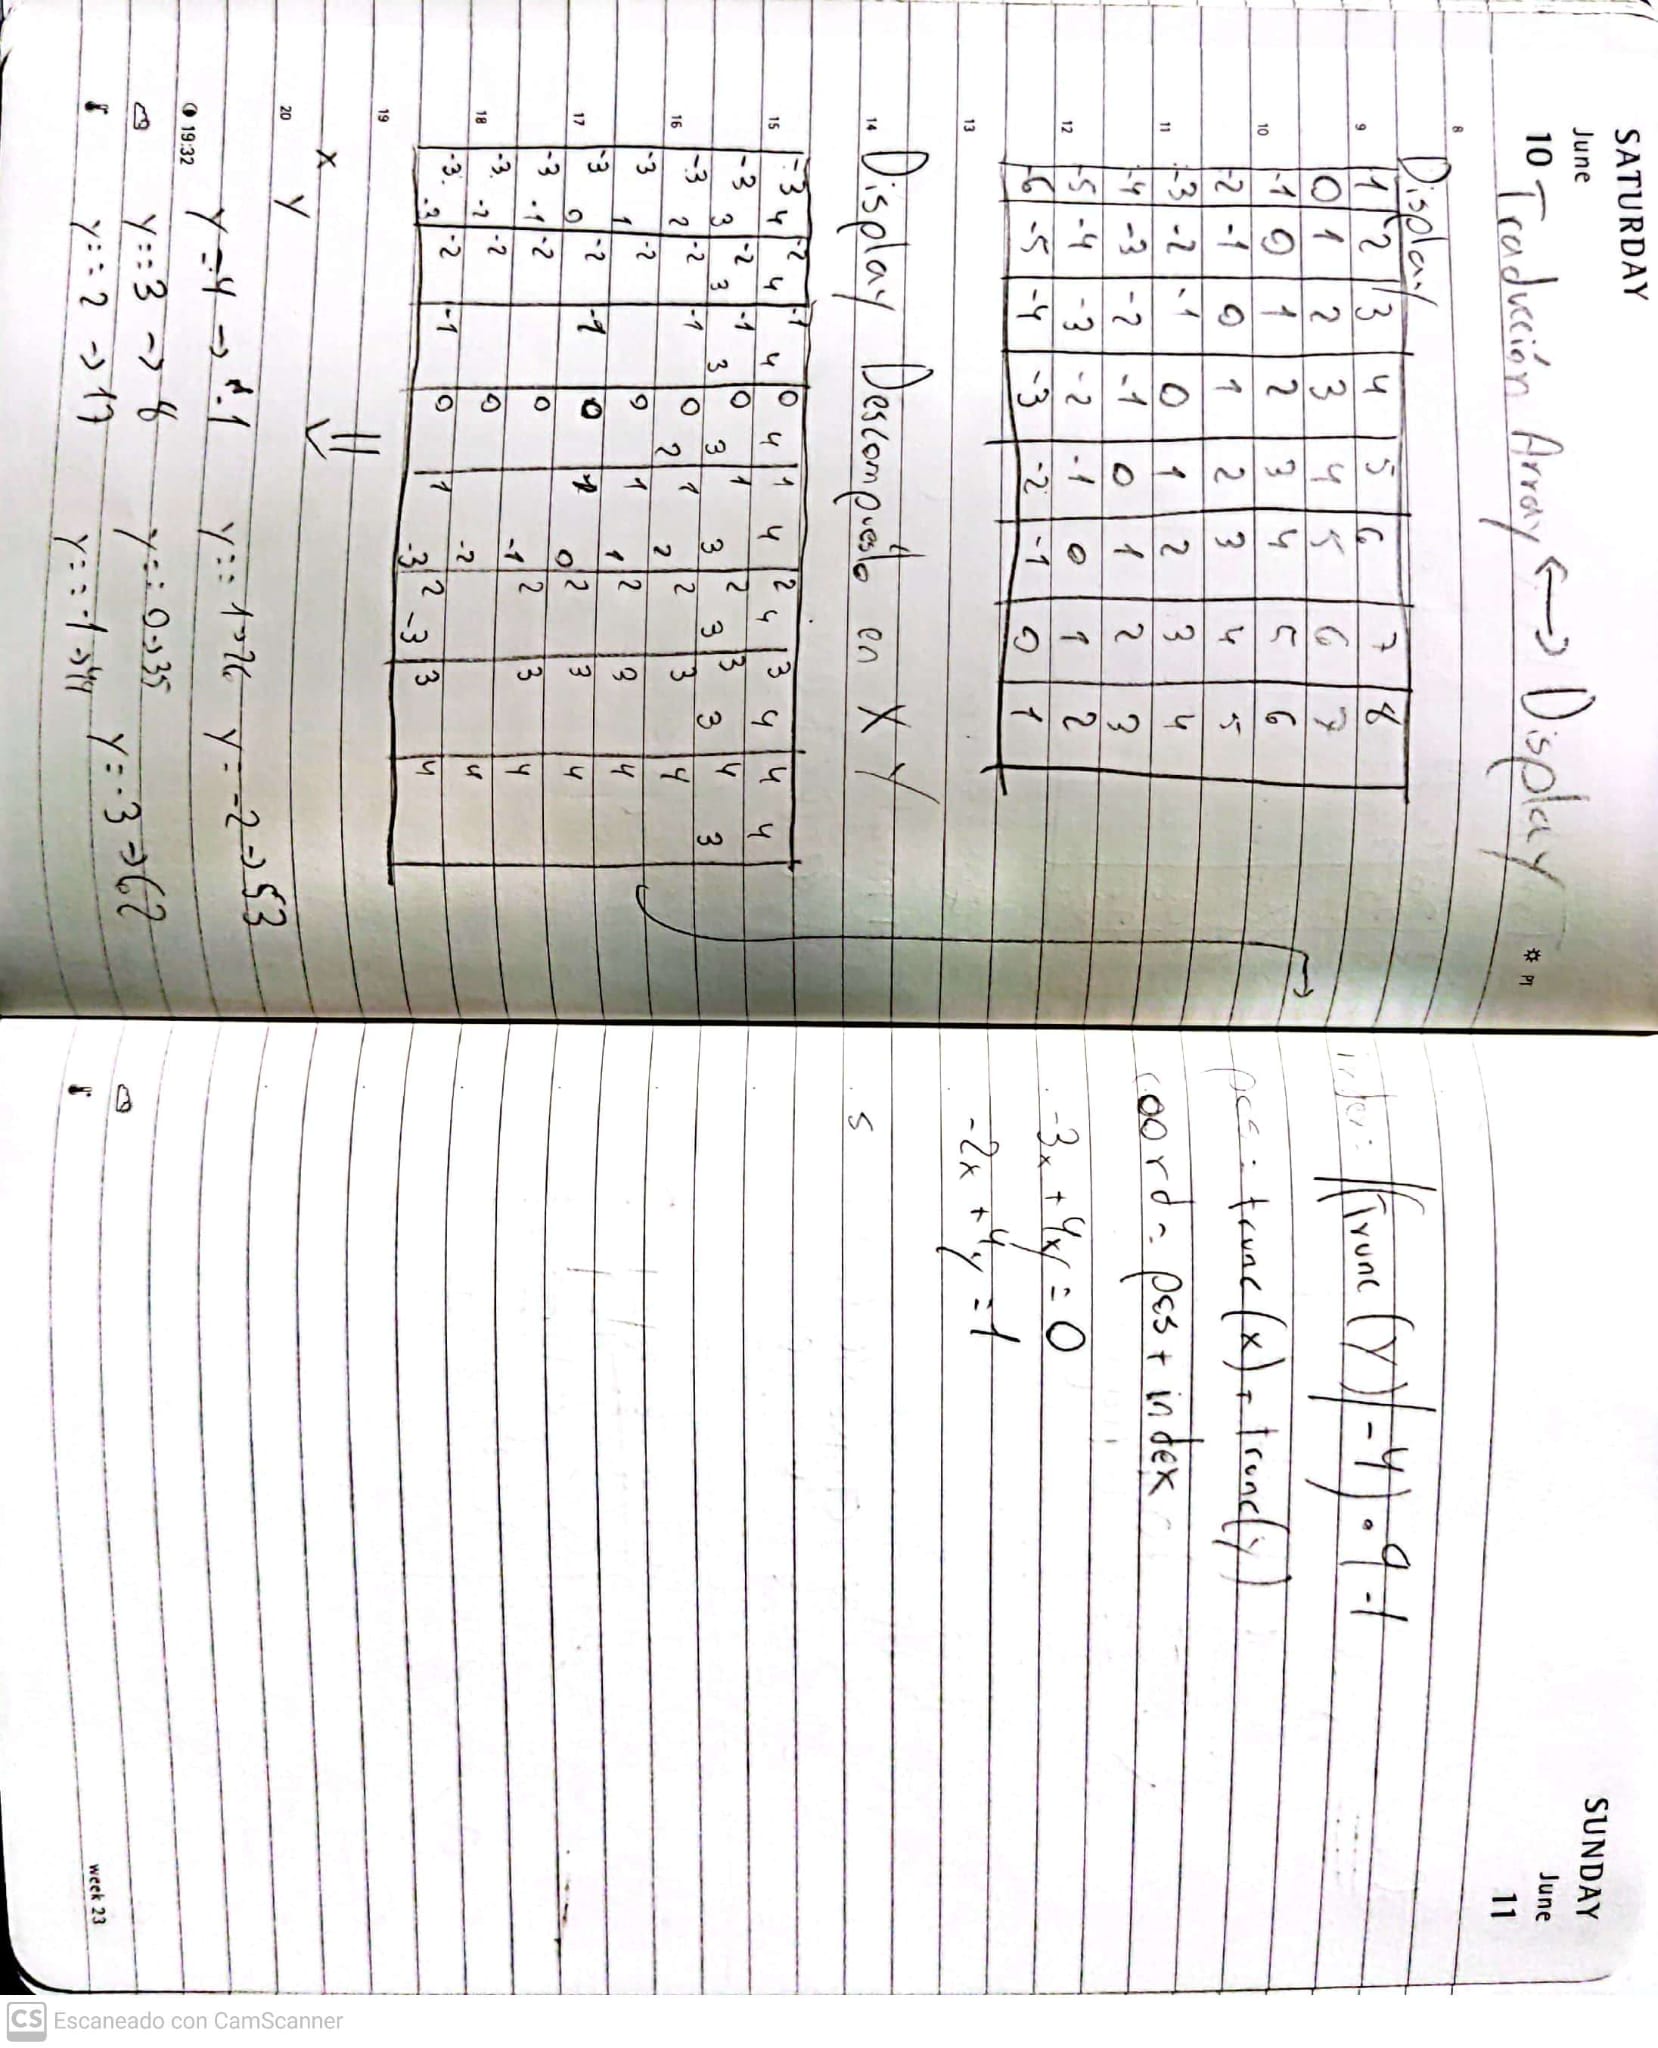 SATURDAY
June
10 Traducción Array <--> Display
PT
8
Display
9 1 2 3 4 5 6 7 8
0 1 2 3 4 5 6 7
10 -1 0 1 2 3 4 5 6
-2 -1 0 1 2 3 4 5
11 -3 -2 -1 0 1 2 3 4
-4 -3 -2 -1 0 1 2 3
12 -5 -4 -3 -2 -1 0 1 2
-6 -5 -4 -3 -2 -1 0 1
13
14 Display Descompuesto en X Y
15 -3 4 -2 4 -1 4 0 4 1 4 2 4 3 4 4 4
-3 3 -2 3 -1 3 0 3 1 3 2 3 3 3 4 3
16 -3 2 -2 -1 0 2 1 2 2 3 4
-3 1 -2 0 1 1 2 3 4
17 -3 0 -2 -1 0 1 0 2 3 4
-3 -1 -2 0 -1 2 3 4
18 -3 -2 -2 0 -2 4
-3 -3 -2 -1 0 1 -3 2 -3 3 4
19
x
20 y
y=4 -> -1 y== 1->26 y= -2->53
19:32
y==3 -> 8 y== 0->35 y=-3->62
y==2 -> 17 y== -1->44
SUNDAY
June
11
index= |(Trunc(y)|-4)·9-1
pos = trunc(x) + trunc(y)
coord = pos + index
-3x + 4y = 0
-2x + 4y = 1
s
week 23
CS Escaneado con CamScanner